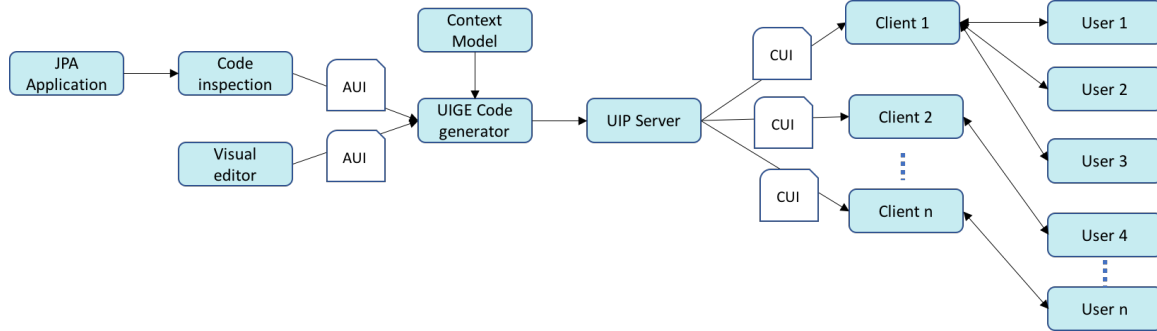 JPA
Application
Code
inspection
Visual
editor
AUI
AUI
Context
Model
UIGE Code
generator
UIP Server
CUI
CUI
CUI
Client 1
Client 2
Client n
User 1
User 2
User 3
User 4
User n